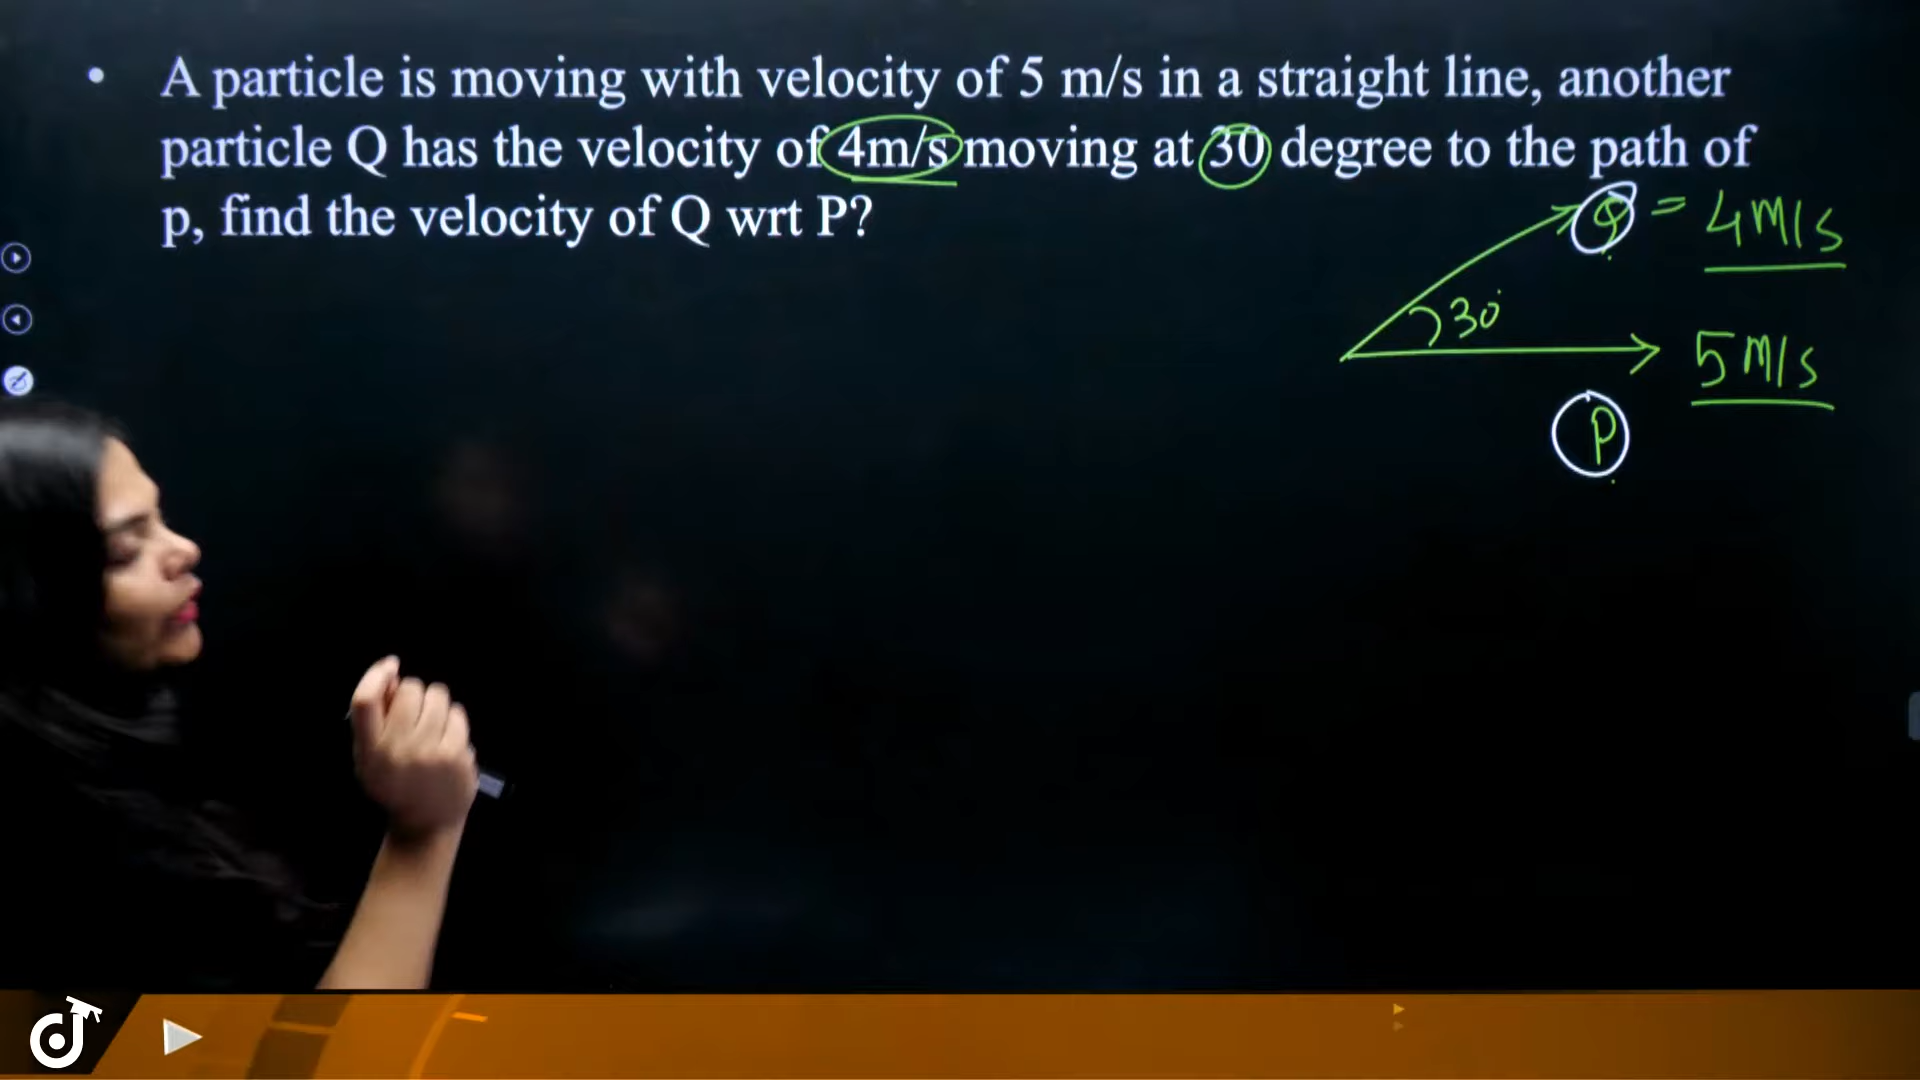 • A particle is moving with velocity of 5 m/s in a straight line, another
particle Q has the velocity of 4m/s moving at 30 degree to the path of
p, find the velocity of Q wrt P?
Q = 4M/s
30°
5M/s
P